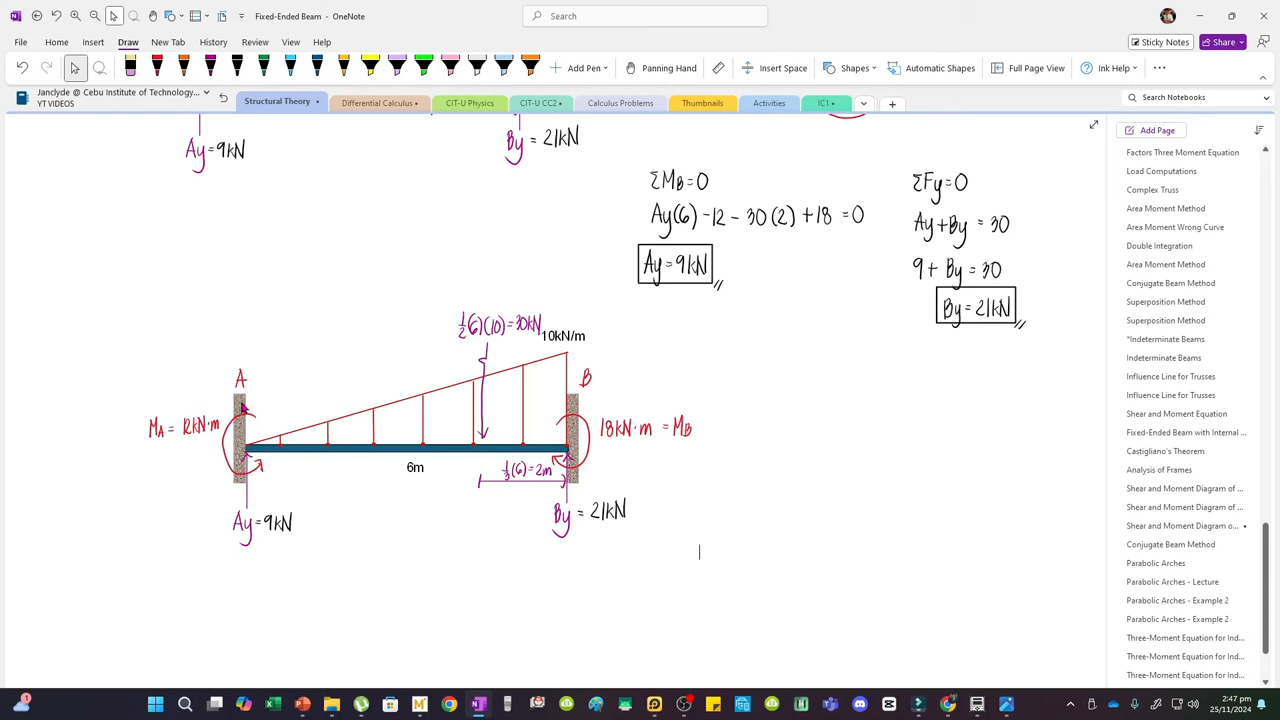 Fixed-Ended Beam - OneNote
Search
File Home Insert Draw New Tab History Review View Help
Sticky Notes
Share
Add Pen
Panning Hand
Insert Space
Shapes
Automatic Shapes
Full Page View
Ink Help
Janclyde @ Cebu Institute of Technology...
YT VIDEOS
Structural Theory
Differential Calculus
CIT-U Physics
CIT-U CC2
Calculus Problems
Thumbnails
Activities
IC1
Search Notebooks
Add Page
Factors Three Moment Equation
Load Computations
Complex Truss
Area Moment Method
Area Moment Wrong Curve
Double Integration
Area Moment Method
Conjugate Beam Method
Superposition Method
Superposition Method
*Indeterminate Beams
Indeterminate Beams
Influence Line for Trusses
Influence Line for Trusses
Shear and Moment Equation
Fixed-Ended Beam with Internal ...
Castigliano's Theorem
Analysis of Frames
Shear and Moment Diagram of ...
Shear and Moment Diagram of ...
Shear and Moment Diagram o...
Conjugate Beam Method
Parabolic Arches
Parabolic Arches - Lecture
Parabolic Arches - Example 2
Parabolic Arches - Example 2
Three-Moment Equation for Ind...
Three-Moment Equation for Ind...
Three-Moment Equation for Ind...
Ay = 9kN
By = 21kN
ΣMB = 0
Ay(6) - 12 - 30(2) + 18 = 0
Ay = 9kN
ΣFy = 0
Ay + By = 30
9 + By = 30
By = 21kN
½(6)(10) = 30kN
10kN/m
A
B
MA = 12kN·m
18kN·m = MB
6m
⅓(6) = 2m
Ay = 9kN
By = 21kN
2:47 pm
25/11/2024